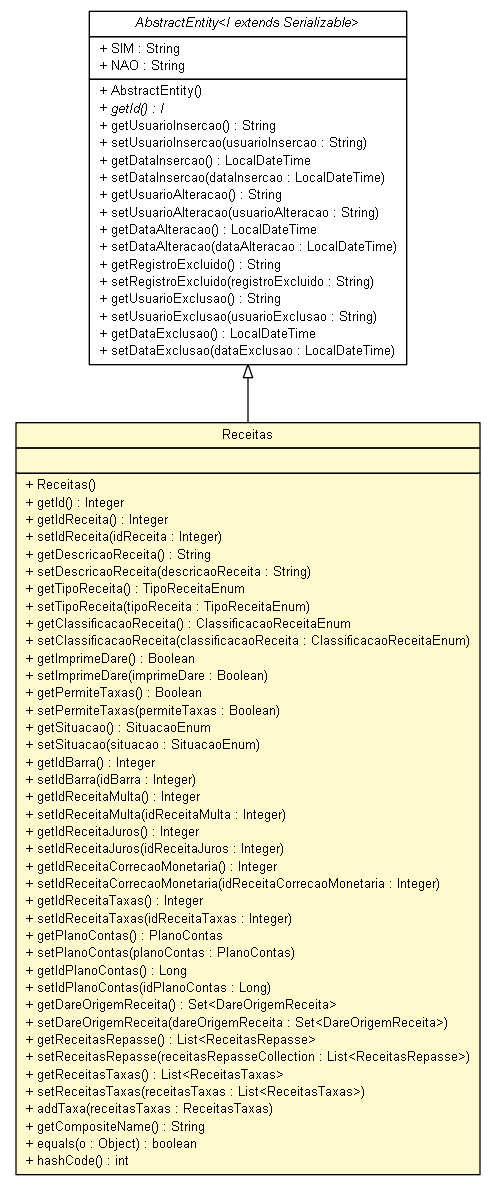 AbstractEntity<I extends Serializable>
+ SIM : String
+ NAO : String
+ AbstractEntity()
+ getId() : I
+ getUsuarioInsercao() : String
+ setUsuarioInsercao(usuarioInsercao : String)
+ getDataInsercao() : LocalDateTime
+ setDataInsercao(dataInsercao : LocalDateTime)
+ getUsuarioAlteracao() : String
+ setUsuarioAlteracao(usuarioAlteracao : String)
+ getDataAlteracao() : LocalDateTime
+ setDataAlteracao(dataAlteracao : LocalDateTime)
+ getRegistroExcluido() : String
+ setRegistroExcluido(registroExcluido : String)
+ getUsuarioExclusao() : String
+ setUsuarioExclusao(usuarioExclusao : String)
+ getDataExclusao() : LocalDateTime
+ setDataExclusao(dataExclusao : LocalDateTime)
Receitas
+ Receitas()
+ getId() : Integer
+ getIdReceita() : Integer
+ setIdReceita(idReceita : Integer)
+ getDescricaoReceita() : String
+ setDescricaoReceita(descricaoReceita : String)
+ getTipoReceita() : TipoReceitaEnum
+ setTipoReceita(tipoReceita : TipoReceitaEnum)
+ getClassificacaoReceita() : ClassificacaoReceitaEnum
+ setClassificacaoReceita(classificacaoReceita : ClassificacaoReceitaEnum)
+ getImprimeDare() : Boolean
+ setImprimeDare(imprimeDare : Boolean)
+ getPermiteTaxas() : Boolean
+ setPermiteTaxas(permiteTaxas : Boolean)
+ getSituacao() : SituacaoEnum
+ setSituacao(situacao : SituacaoEnum)
+ getIdBarra() : Integer
+ setIdBarra(idBarra : Integer)
+ getIdReceitaMulta() : Integer
+ setIdReceitaMulta(idReceitaMulta : Integer)
+ getIdReceitaJuros() : Integer
+ setIdReceitaJuros(idReceitaJuros : Integer)
+ getIdReceitaCorrecaoMonetaria() : Integer
+ setIdReceitaCorrecaoMonetaria(idReceitaCorrecaoMonetaria : Integer)
+ getIdReceitaTaxas() : Integer
+ setIdReceitaTaxas(idReceitaTaxas : Integer)
+ getPlanoContas() : PlanoContas
+ setPlanoContas(planoContas : PlanoContas)
+ getIdPlanoContas() : Long
+ setIdPlanoContas(idPlanoContas : Long)
+ getDareOrigemReceita() : Set<DareOrigemReceita>
+ setDareOrigemReceita(dareOrigemReceita : Set<DareOrigemReceita>)
+ getReceitasRepasse() : List<ReceitasRepasse>
+ setReceitasRepasse(receitasRepasseCollection : List<ReceitasRepasse>)
+ getReceitasTaxas() : List<ReceitasTaxas>
+ setReceitasTaxas(receitasTaxas : List<ReceitasTaxas>)
+ addTaxa(receitasTaxas : ReceitasTaxas)
+ getCompositeName() : String
+ equals(o : Object) : boolean
+ hashCode() : int